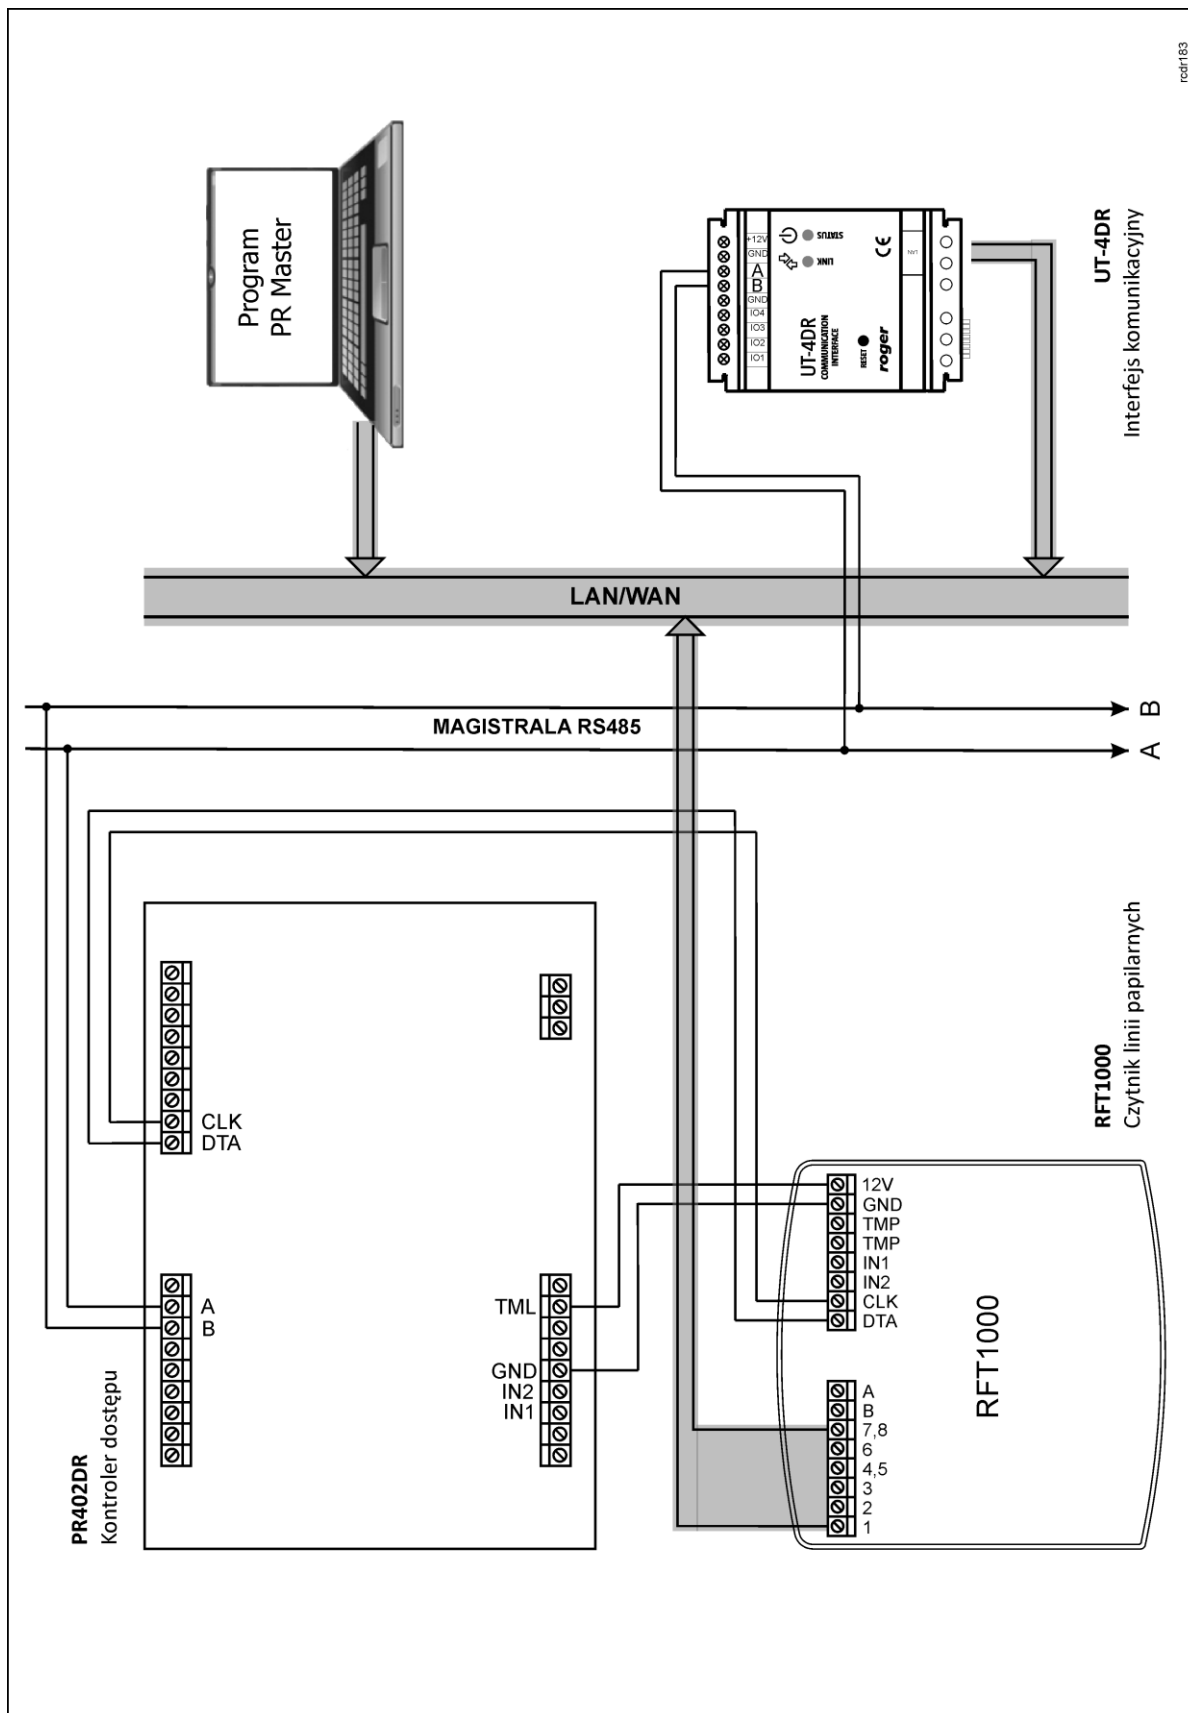 rcdr183
Program
PR Master
+12V
GND
A
B
GND
IO4
IO3
IO2
IO1
STATUS
LINK
UT-4DR
COMMUNICATION
INTERFACE
RESET
roger
CE
LAN
UT-4DR
Interfejs komunikacyjny
LAN/WAN
MAGISTRALA RS485
B
A
CLK
DTA
A
B
TML
GND
IN2
IN1
PR402DR
Kontroler dostępu
RFT1000
Czytnik linii papilarnych
12V
GND
TMP
TMP
IN1
IN2
CLK
DTA
RFT1000
A
B
7,8
6
4,5
3
2
1